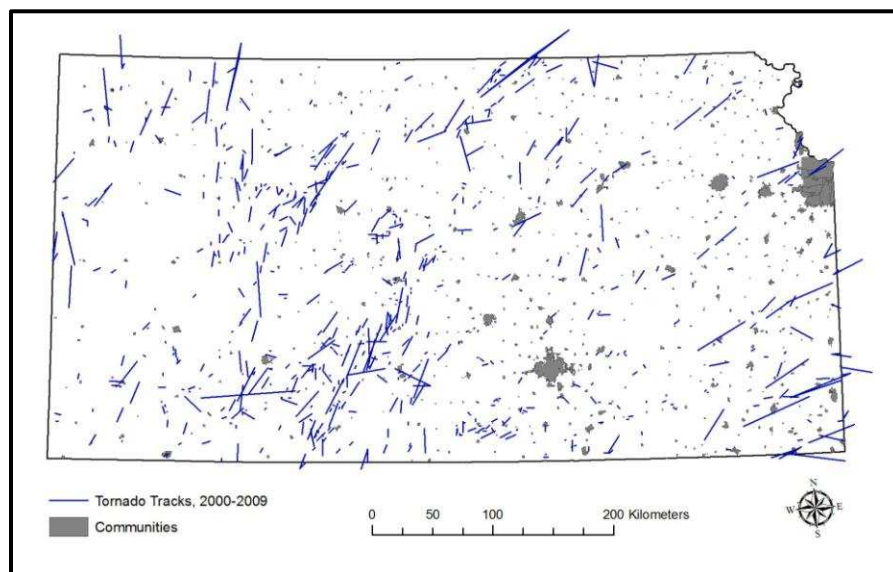 Tornado Tracks, 2000-2009
Communities
0 50 100 200 Kilometers
N
W E
S